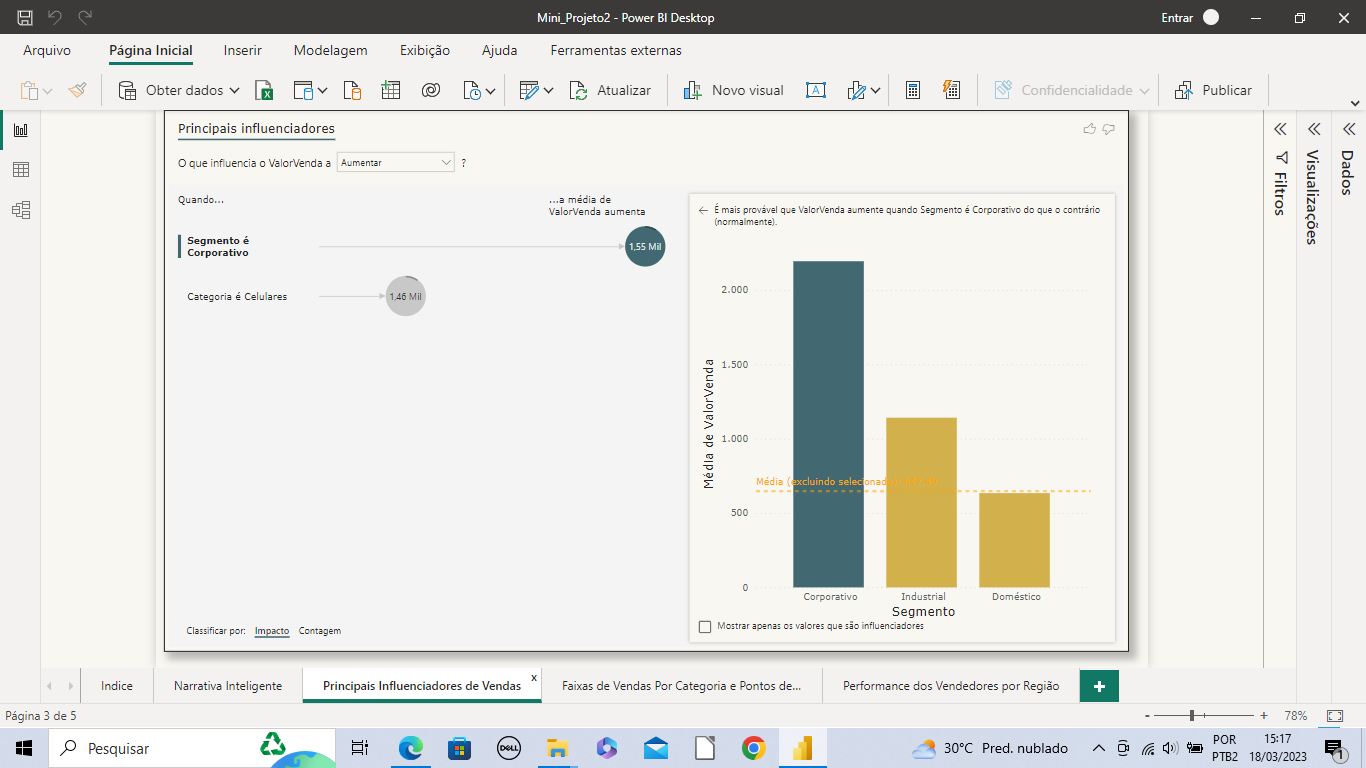 Mini_Projeto2 - Power BI Desktop
Entrar
Arquivo
Página Inicial
Inserir
Modelagem
Exibição
Ajuda
Ferramentas externas
Obter dados
Atualizar
Novo visual
Confidencialidade
Publicar
Principais influenciadores
O que influencia o ValorVenda a
Aumentar
?
Quando...
...a média de
ValorVenda aumenta
Segmento é
Corporativo
1,55 Mil
Categoria é Celulares
1,46 Mil
Classificar por:
Impacto
Contagem
É mais provável que ValorVenda aumente quando Segmento é Corporativo do que o contrário
(normalmente).
Média de ValorVenda
2.000
1.500
1.000
500
0
Média (excluindo selecionado):
Corporativo
Industrial
Doméstico
Segmento
Mostrar apenas os valores que são influenciadores
Filtros
Visualizações
Dados
Indice
Narrativa Inteligente
Principais Influenciadores de Vendas
x
Faixas de Vendas Por Categoria e Pontos de...
Performance dos Vendedores por Região
+
Página 3 de 5
- + 78%
Pesquisar
DELL
30°C Pred. nublado
POR
PTB2
15:17
18/03/2023
1